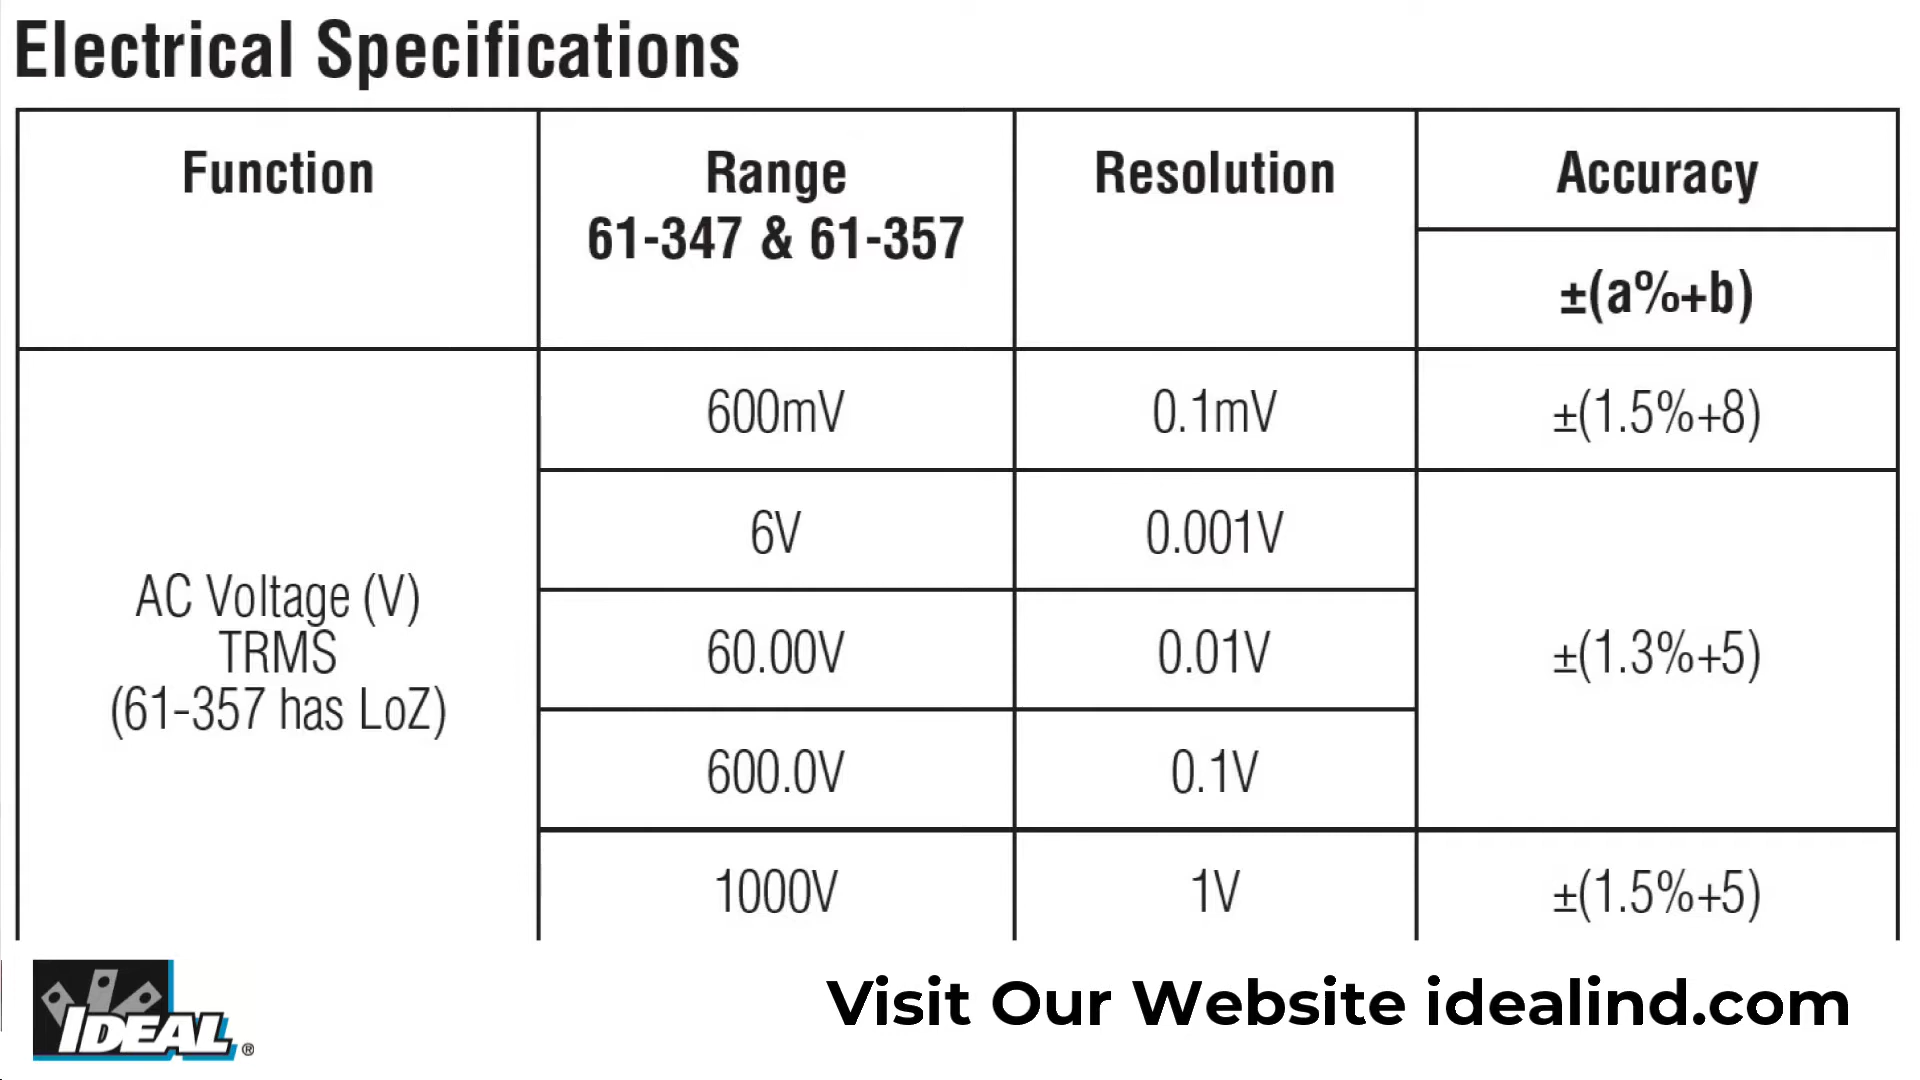 Electrical Specifications
Function
Range
61-347 & 61-357
Resolution
Accuracy
±(a%+b)
AC Voltage (V)
TRMS
(61-357 has LoZ)
600mV
0.1mV
±(1.5%+8)
6V
0.001V
60.00V
0.01V
±(1.3%+5)
600.0V
0.1V
1000V
1V
±(1.5%+5)
IDEAL®
Visit Our Website idealind.com